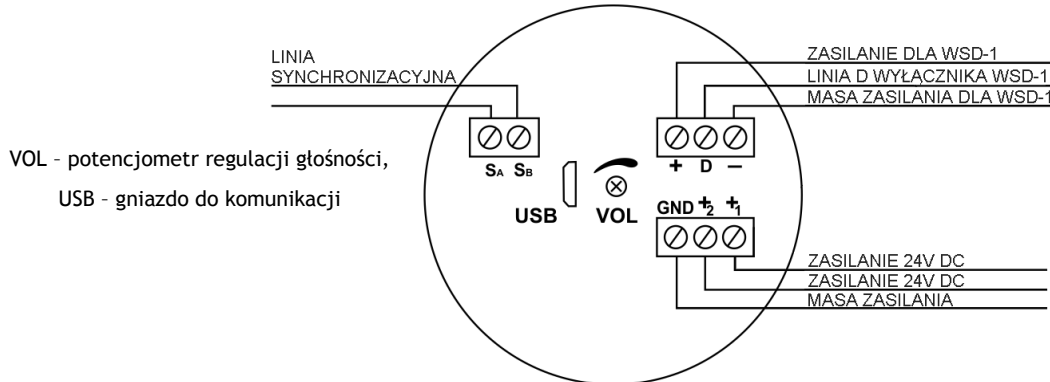 LINIA
SYNCHRONIZACYJNA
ZASILANIE DLA WSD-1
LINIA D WYŁĄCZNIKA WSD-1
MASA ZASILANIA DLA WSD-1
VOL - potencjometr regulacji głośności,
USB - gniazdo do komunikacji
SA SB
+ D −
USB VOL
GND +2 +1
ZASILANIE 24V DC
ZASILANIE 24V DC
MASA ZASILANIA